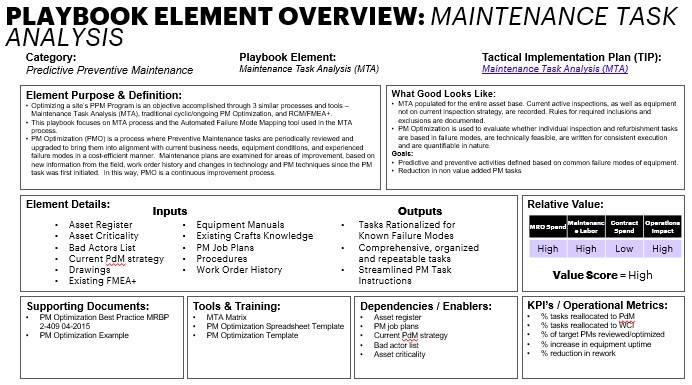 PLAYBOOK ELEMENT OVERVIEW: MAINTENANCE TASK
ANALYSIS
Category:
Predictive Preventive Maintenance
Playbook Element:
Maintenance Task Analysis (MTA)
Tactical Implementation Plan (TIP):
Maintenance Task Analysis (MTA)
Element Purpose & Definition:
• Optimizing a site's PPM Program is an objective accomplished through 3 similar processes and tools –
Maintenance Task Analysis (MTA), traditional cyclic/ongoing PM Optimization, and RCM/FMEA+.
• This playbook focuses on MTA process and the Automated Failure Mode Mapping tool used in the MTA
process.
• PM Optimization (PMO) is a process where Preventive Maintenance tasks are periodically reviewed and
upgraded to bring them into alignment with current business needs, equipment conditions, and experienced
failure modes in a cost-efficient manner. Maintenance plans are examined for areas of improvement, based on
new information from the field, work order history and changes in technology and PM techniques since the PM
task was first initiated. In this way, PMO is a continuous improvement process.
What Good Looks Like:
• MTA populated for the entire asset base. Current active inspections, as well as equipment
not on current inspection strategy, are recorded. Rules for required inclusions and
exclusions are documented.
• PM Optimization is used to evaluate whether individual inspection and refurbishment tasks
are based in failure modes, are technically feasible, are written for consistent execution
and are quantifiable in nature.
Goals:
• Predictive and preventive activities defined based on common failure modes of equipment.
• Reduction in non value added PM tasks
Element Details:
Inputs
• Asset Register
• Asset Criticality
• Bad Actors List
• Current PdM strategy
• Drawings
• Existing FMEA+
• Equipment Manuals
• Existing Crafts Knowledge
• PM Job Plans
• Procedures
• Work Order History
Outputs
• Tasks Rationalized for
Known Failure Modes
• Comprehensive, organized
and repeatable tasks
• Streamlined PM Task
Instructions
Relative Value:
MRO Spend
Maintenanc
e Labor
Contract
Spend
Operations
Impact
High High Low High
Value Score = High
Supporting Documents:
• PM Optimization Best Practice MRBP
2-409 04-2015
• PM Optimization Example
Tools & Training:
• MTA Matrix
• PM Optimization Spreadsheet Template
• PM Optimization Template
Dependencies / Enablers:
• Asset register
• PM job plans
• Current PdM strategy
• Bad actor list
• Asset criticality
KPI's / Operational Metrics:
• % tasks reallocated to PdM
• % tasks reallocated to WCT
• % of target PMs reviewed/optimized
• % increase in equipment uptime
• % reduction in rework